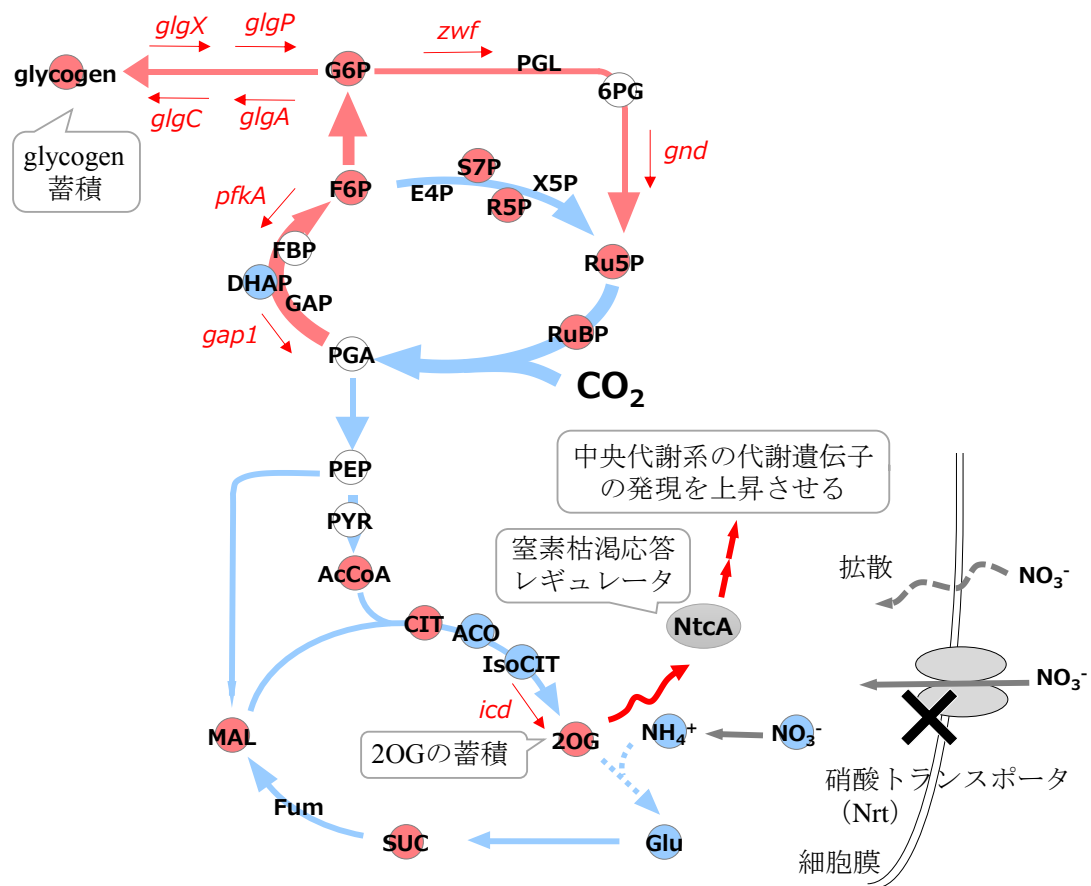 glgX
glgP
zwf
glycogen
G6P
PGL
6PG
glgC
glgA
gnd
glycogen
蓄積
S7P
X5P
E4P
R5P
pfkA
F6P
FBP
DHAP
GAP
Ru5P
gap1
RuBP
PGA
CO₂
中央代謝系の代謝遺伝子
の発現を上昇させる
PEP
PYR
窒素枯渇応答
レギュレータ
拡散
NO₃⁻
AcCoA
CIT
ACO
NtcA
IsoCIT
NO₃⁻
icd
MAL
2OGの蓄積
2OG
NH₄⁺
NO₃⁻
硝酸トランスポータ
（Nrt）
Fum
SUC
Glu
細胞膜